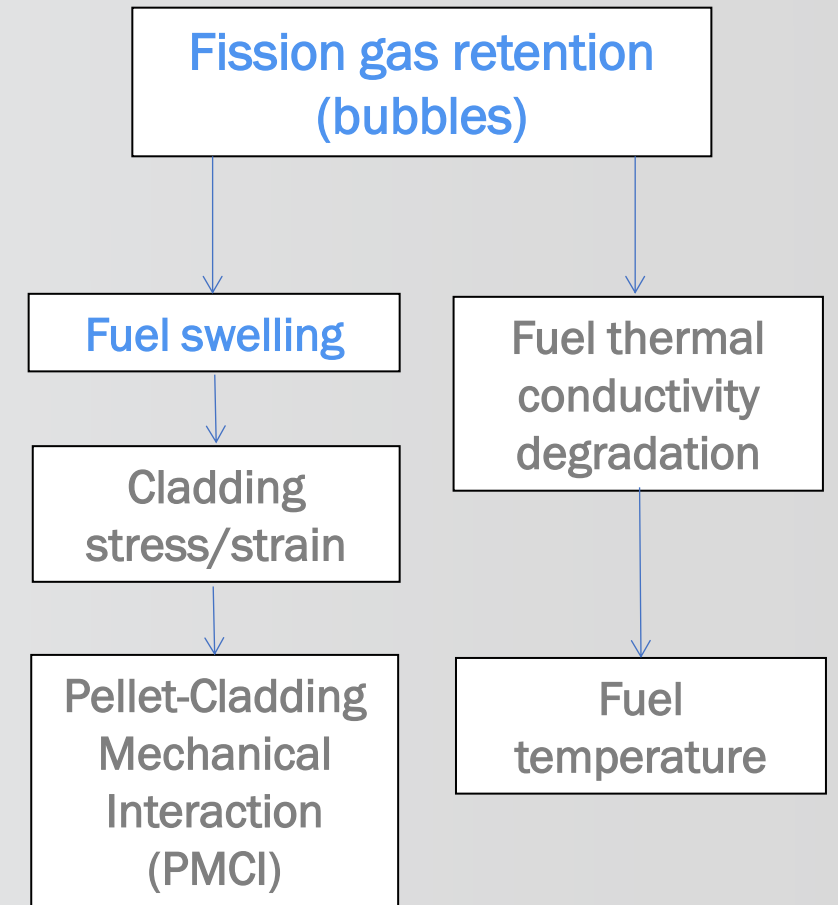 Fission gas retention
(bubbles)
Fuel swelling
Cladding
stress/strain
Pellet-Cladding
Mechanical
Interaction
(PMCI)
Fuel thermal
conductivity
degradation
Fuel
temperature